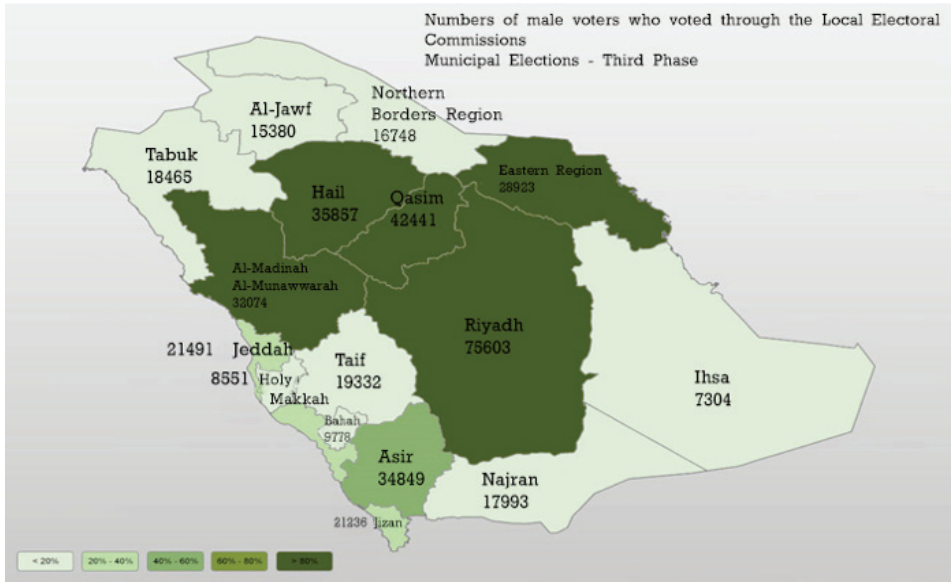 Numbers of male voters who voted through the Local Electoral
Commissions
Municipal Elections - Third Phase
Northern
Borders Region
16748
Al-Jawf
15380
Tabuk
18465
Eastern Region
28923
Hail
35857
Qasim
42441
Al-Madinah
Al-Munawwarah
32074
Riyadh
75603
21491 Jeddah
8551 Holy
Makkah
Taif
19332
Ihsa
7304
Bahah
9778
Asir
34849
Najran
17993
21236 Jizan
< 20%
20% - 40%
40% - 60%
60% - 80%
> 80%